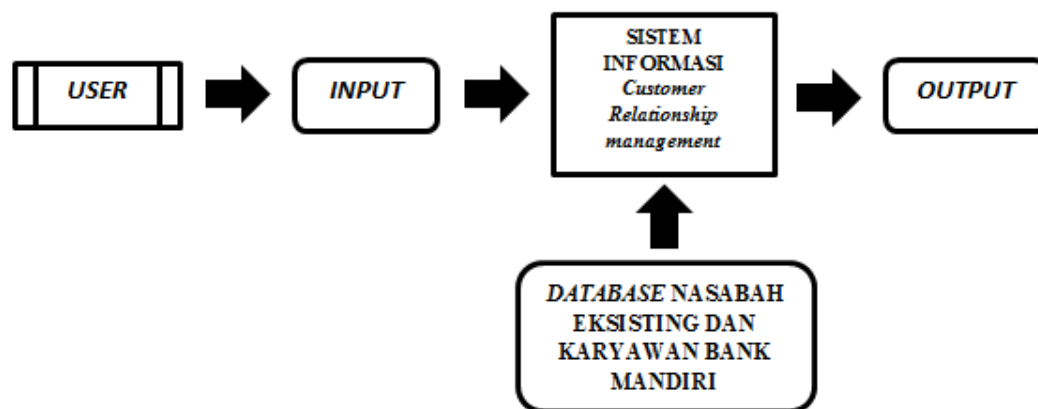 USER
INPUT
SISTEM
INFORMASI
Customer
Relationship
management
OUTPUT
DATABASE NASABAH
EKSISTING DAN
KARYAWAN BANK
MANDIRI